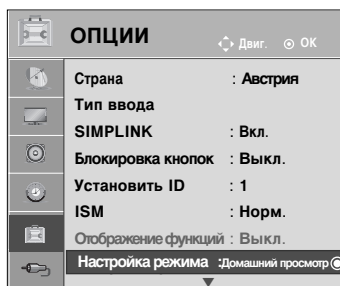 ОПЦИИ Двиг. ОК
Страна : Австрия
Тип ввода
SIMPLINK : Вкл.
Блокировка кнопок : Выкл.
Установить ID : 1
ISM : Норм.
Отображение функций : Выкл.
Настройка режима :Домашний просмотр